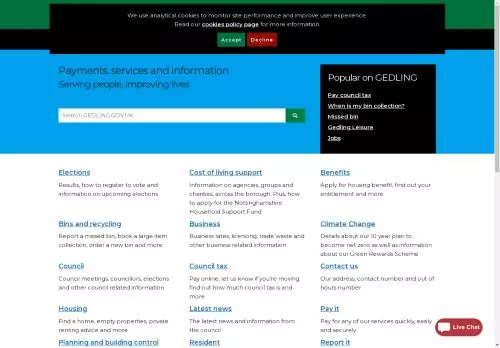 We use analytical cookies to monitor site performance and improve user experience.
Read our cookies policy page for more information.
Accept
Decline
Payments, services and information
Serving people, improving lives
Search GEDLING.GOV.UK
Popular on GEDLING
Pay council tax
When is my bin collection?
Missed bin
Gedling Leisure
Jobs
Elections
Results, how to register to vote and
information on upcoming elections
Cost of living support
Information on agencies, groups and
charities, across the borough. Plus, how
to apply for the Nottinghamshire
Household Support Fund
Benefits
Apply for housing benefit, find out your
entitlement and more
Bins and recycling
Report a missed bin, book a large item
collection, order a new bin and more
Business
Business rates, licencing, trade waste and
other business related information
Climate Change
Details about our 10 year plan to
become net zero as well as information
about our Green Rewards Scheme
Council
Council meetings, councillors, elections
and other council related information
Council tax
Pay online, let us know if you're moving,
find out how much council tax is and
more
Contact us
Our address, contact number and out of
hours number
Housing
Find a home, empty properties, private
renting advice and more
Latest news
The latest news and information from
the council
Pay it
Pay for any of our services quickly, easily
and securely
Live Chat
Planning and building control
Resident
Report it